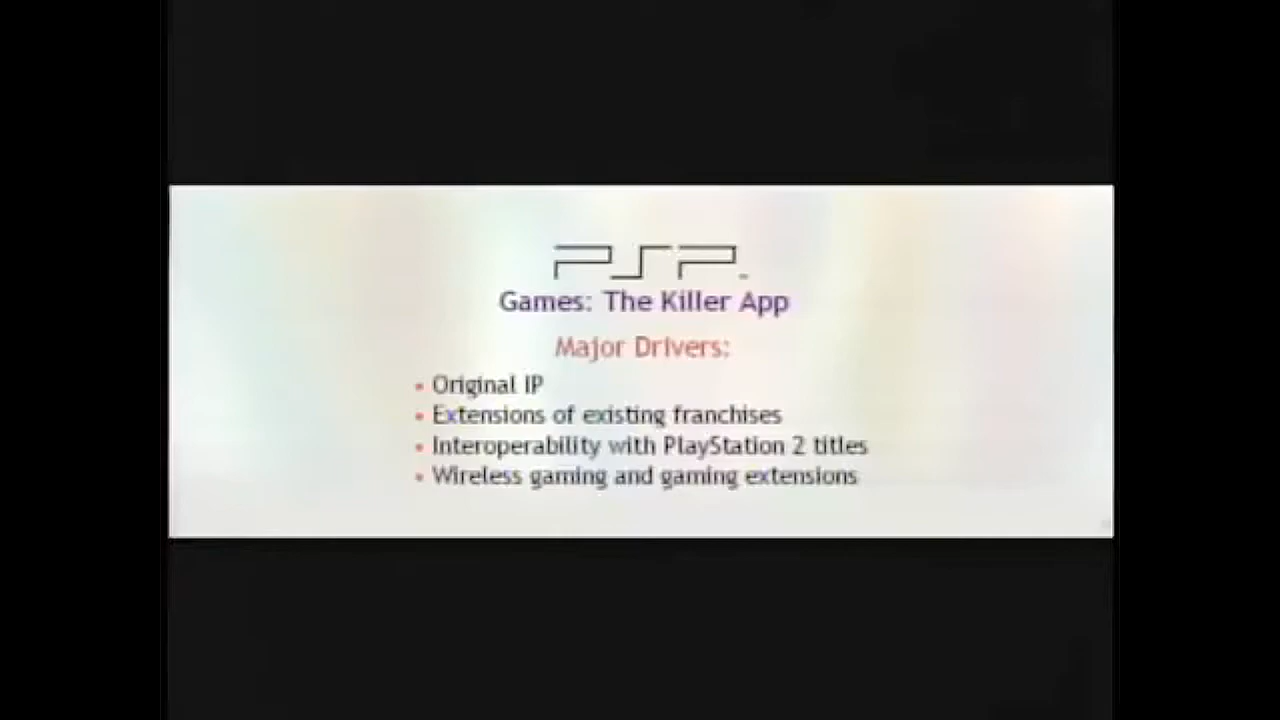 PSP
Games: The Killer App
Major Drivers:
• Original IP
• Extensions of existing franchises
• Interoperability with PlayStation 2 titles
• Wireless gaming and gaming extensions